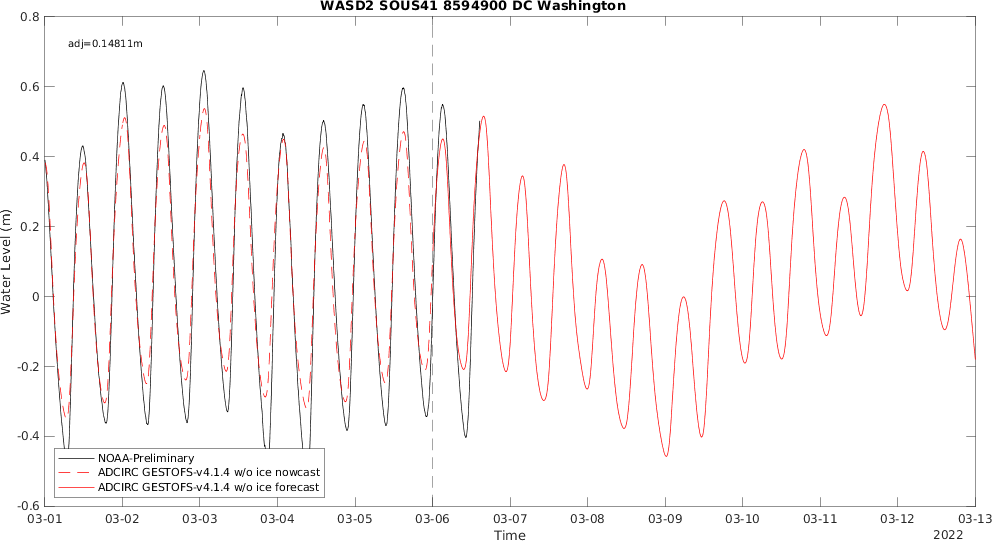 WASD2 SOUS41 8594900 DC Washington
adj=0.14811m
0.8
0.6
0.4
0.2
0
-0.2
-0.4
-0.6
Water Level (m)
NOAA-Preliminary
ADCIRC GESTOFS-v4.1.4 w/o ice nowcast
ADCIRC GESTOFS-v4.1.4 w/o ice forecast
03-01 03-02 03-03 03-04 03-05 03-06 03-07 03-08 03-09 03-10 03-11 03-12 03-13
Time
2022